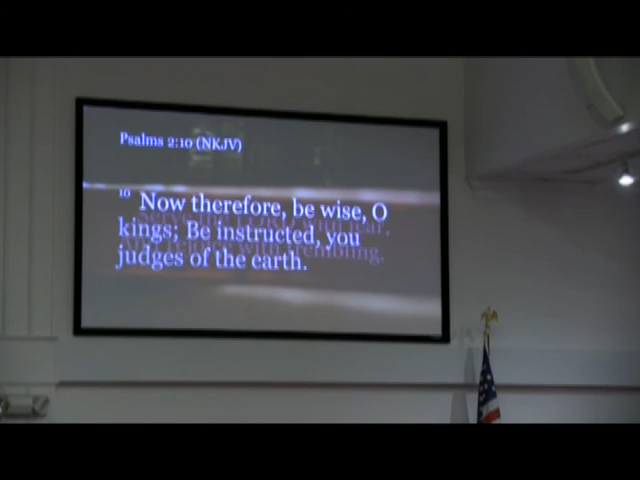 Psalms 2:10 (NKJV)
10 Now therefore, be wise, O
kings; Be instructed, you
judges of the earth.